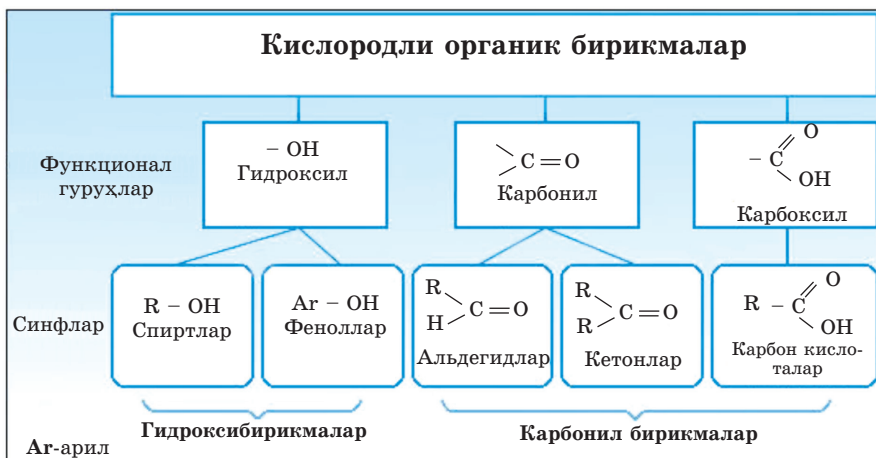 Кислородли органик бирикмалар
Функционал
гуруҳлар
– OH
Гидроксил
C=O
Карбонил
– C
O
OH
Карбоксил
Синфлар
R – OH
Спиртлар
Ar – OH
Феноллар
R
H
C=O
Альдегидлар
R
R
C=O
Кетонлар
R – C
O
OH
Карбон кисло-
талар
Гидроксибирикмалар
Карбонил бирикмалар
Ar-арил